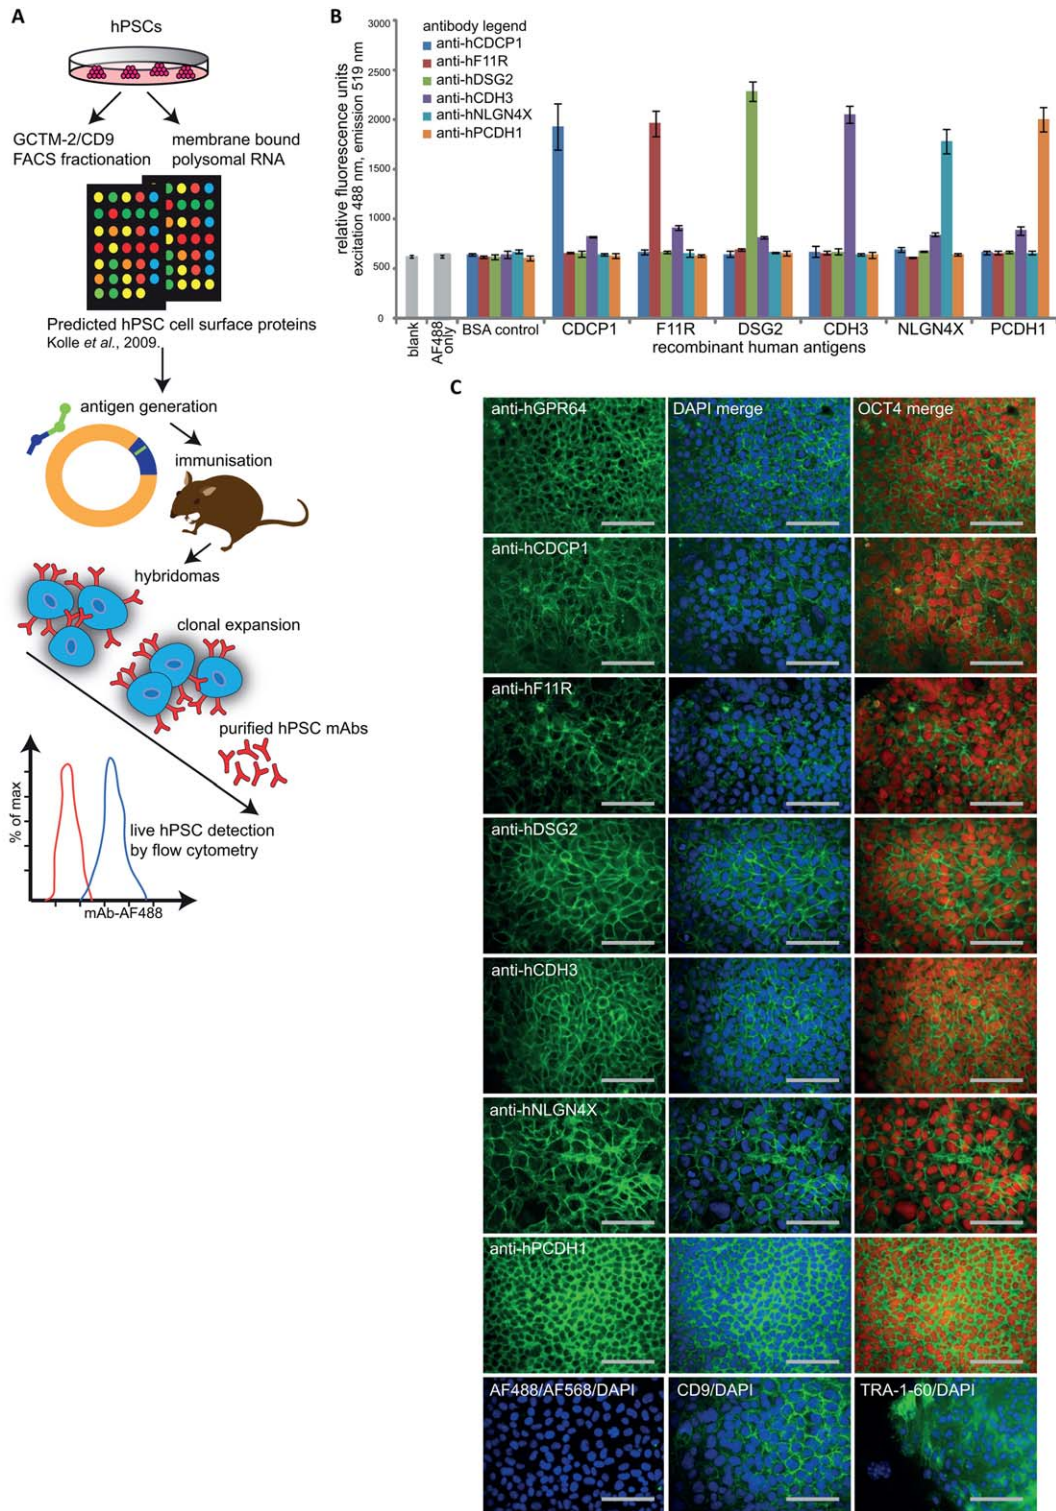 A
hPSCs
GCTM-2/CD9
FACS fractionation
membrane bound
polysomal RNA
Predicted hPSC cell surface proteins
Kolle et al., 2009.
antigen generation
immunisation
hybridomas
clonal expansion
purified hPSC mAbs
live hPSC detection
by flow cytometry
% of max
mAb-AF488
B
relative fluorescence units
excitation 488 nm, emission 519 nm
3000
2500
2000
1500
1000
500
0
antibody legend
anti-hCDCP1
anti-hF11R
anti-hDSG2
anti-hCDH3
anti-hNLGN4X
anti-hPCDH1
blank
AF488
only
BSA control
CDCP1
F11R
DSG2
CDH3
NLGN4X
PCDH1
recombinant human antigens
C
anti-hGPR64
DAPI merge
OCT4 merge
anti-hCDCP1
anti-hF11R
anti-hDSG2
anti-hCDH3
anti-hNLGN4X
anti-hPCDH1
AF488/AF568/DAPI
CD9/DAPI
TRA-1-60/DAPI